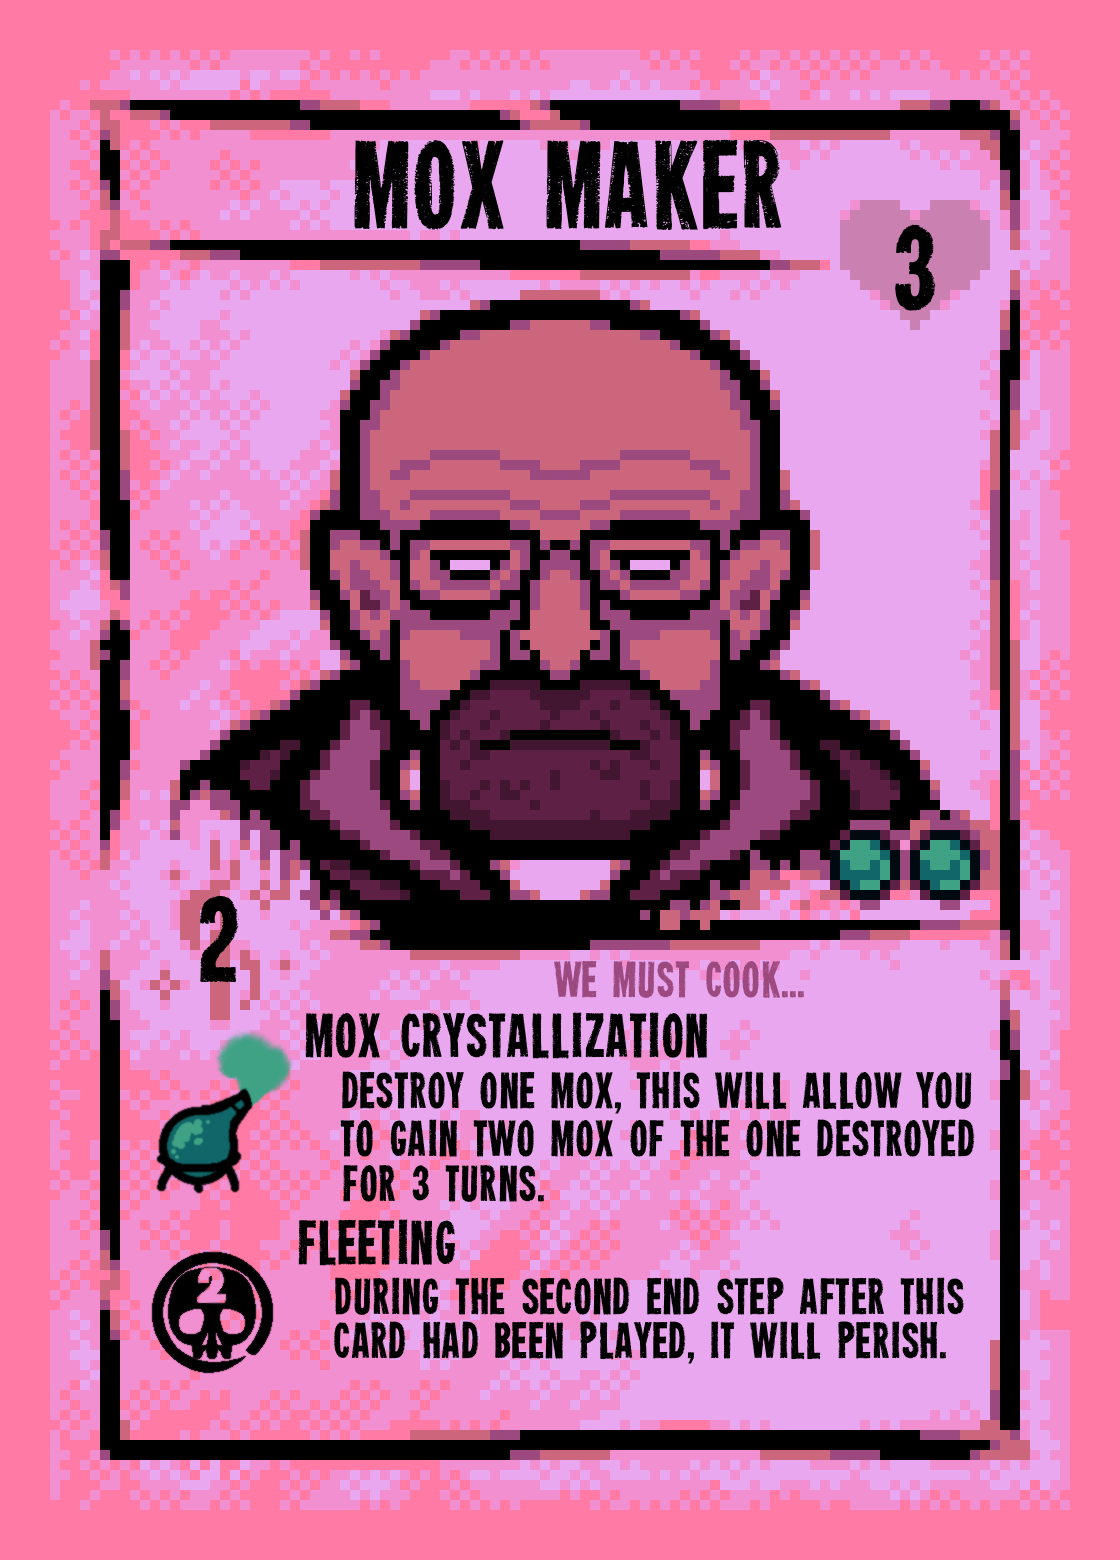 MOX MAKER
3
2
WE MUST COOK...
MOX CRYSTALLIZATION
DESTROY ONE MOX, THIS WILL ALLOW YOU
TO GAIN TWO MOX OF THE ONE DESTROYED
FOR 3 TURNS.
FLEETING
2
DURING THE SECOND END STEP AFTER THIS
CARD HAD BEEN PLAYED, IT WILL PERISH.